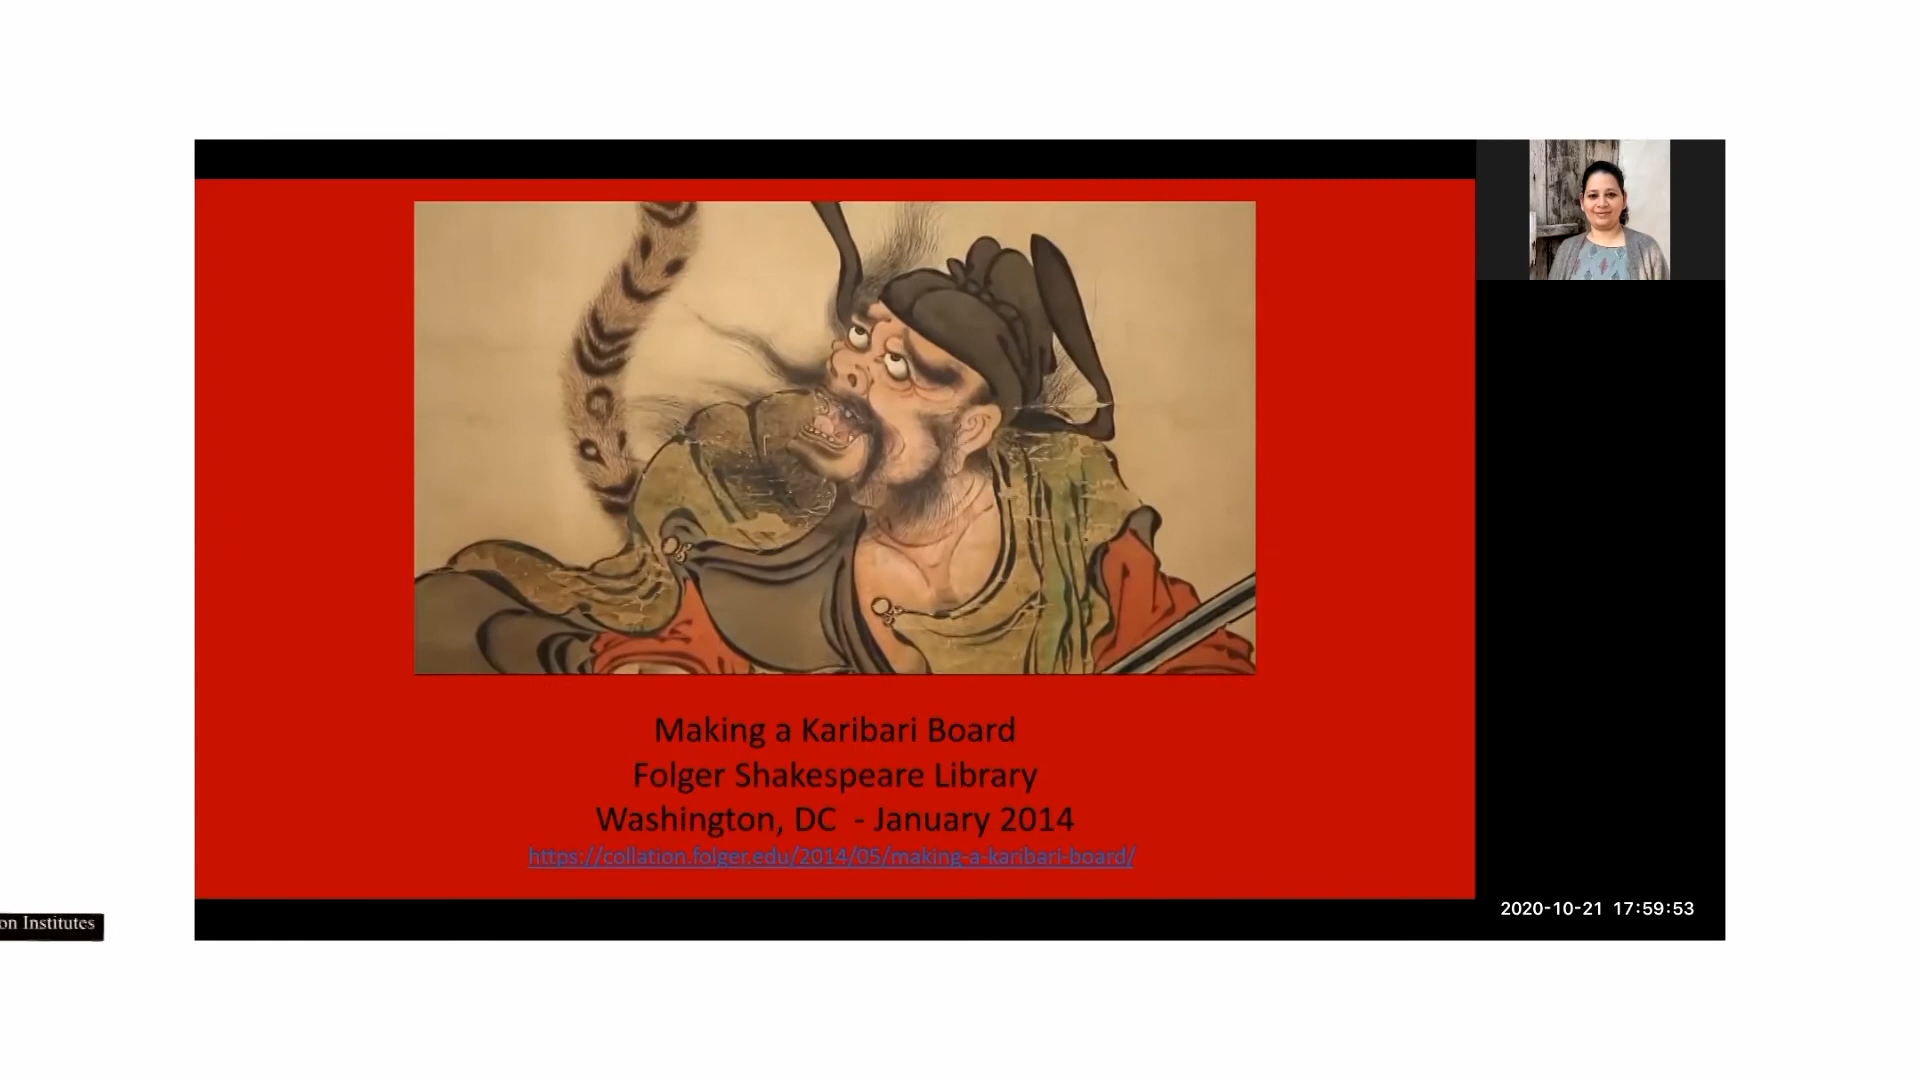 Making a Karibari Board
Folger Shakespeare Library
Washington, DC - January 2014
https://collation.folger.edu/2014/05/making-a-karibari-board/
on Institutes
2020-10-21 17:59:53